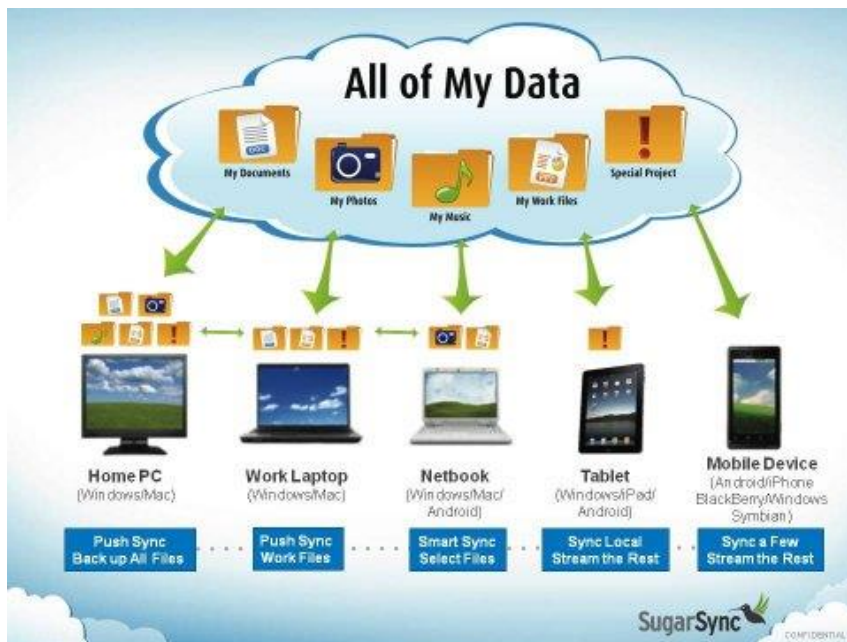 All of My Data
DOC
My Documents
My Photos
My Music
My Work Files
Special Project
Home PC
(Windows/Mac)
Work Laptop
(Windows/Mac)
Netbook
(Windows/Mac/
Android)
Tablet
(Windows/iPad/
Android)
Mobile Device
(Android/iPhone
BlackBerry/Windows
Symbian)
Push Sync
Back up All Files
Push Sync
Work Files
Smart Sync
Select Files
Sync Local
Stream the Rest
Sync a Few
Stream the Rest
SugarSync
CONFIDENTIAL